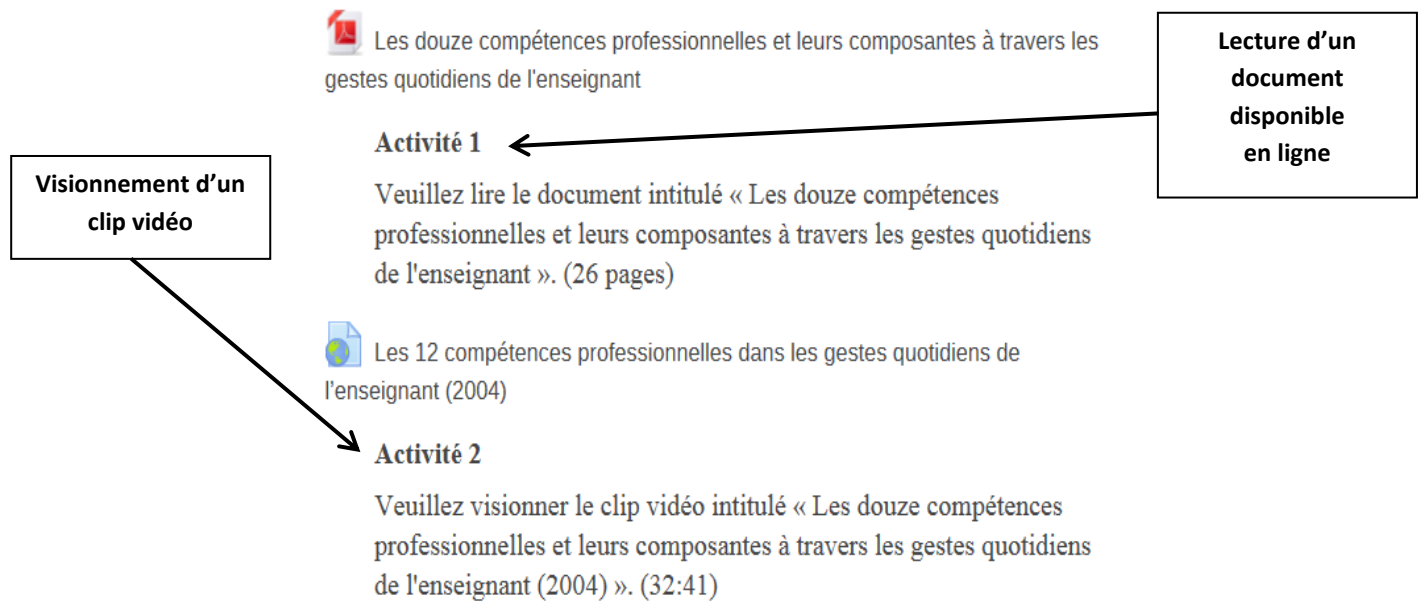 Les douze compétences professionnelles et leurs composantes à travers les
gestes quotidiens de l'enseignant
Lecture d’un
document
disponible
en ligne
Activité 1
Visionnement d’un
clip vidéo
Veuillez lire le document intitulé « Les douze compétences
professionnelles et leurs composantes à travers les gestes quotidiens
de l'enseignant ». (26 pages)
Les 12 compétences professionnelles dans les gestes quotidiens de
l’enseignant (2004)
Activité 2
Veuillez visionner le clip vidéo intitulé « Les douze compétences
professionnelles et leurs composantes à travers les gestes quotidiens
de l'enseignant (2004) ». (32:41)